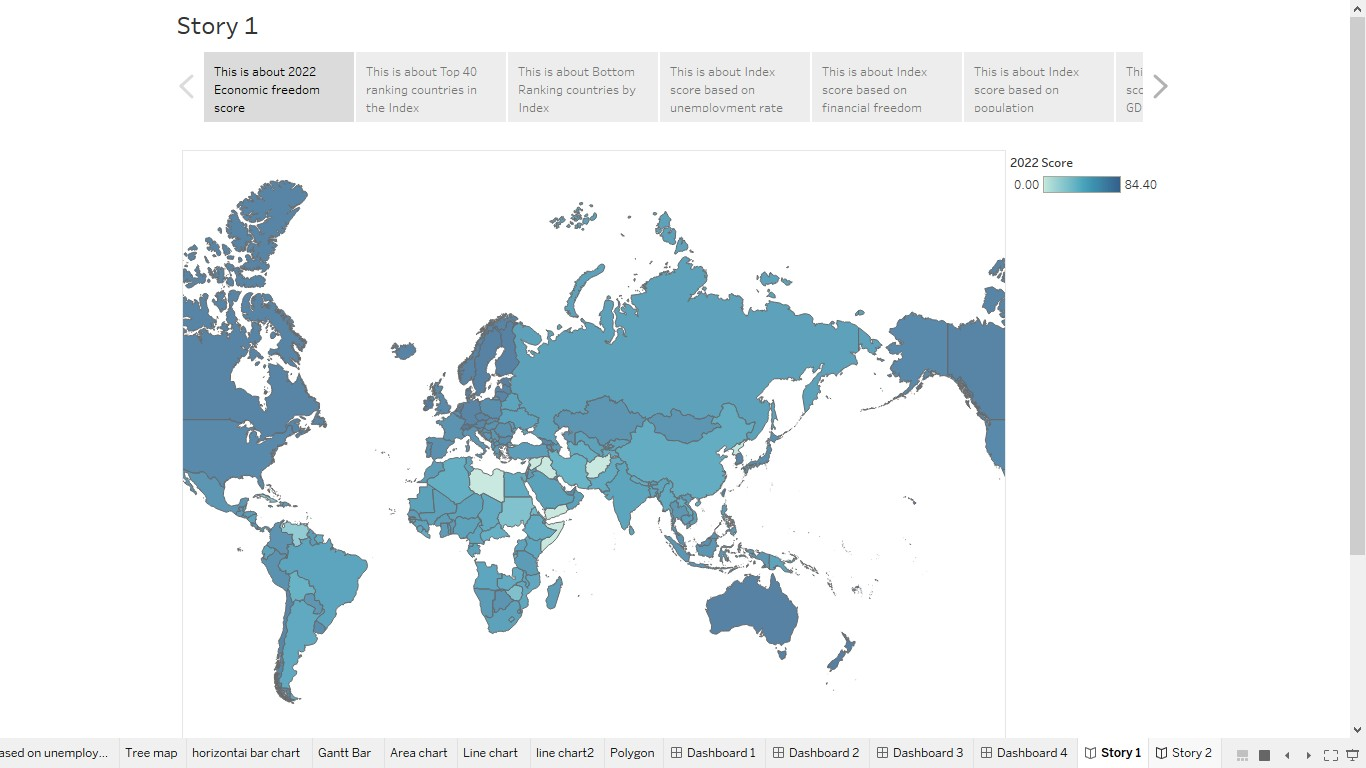 Story 1
This is about 2022
Economic freedom
score
This is about Top 40
ranking countries in
the Index
This is about Bottom
Ranking countries by
Index
This is about Index
score based on
unemployment rate
This is about Index
score based on
financial freedom
This is about Index
score based on
population
Thi
sco
GD
2022 Score
0.00 84.40
ased on unemploy... Tree map horizontal bar chart Gantt Bar Area chart Line chart line chart2 Polygon Dashboard 1 Dashboard 2 Dashboard 3 Dashboard 4 Story 1 Story 2